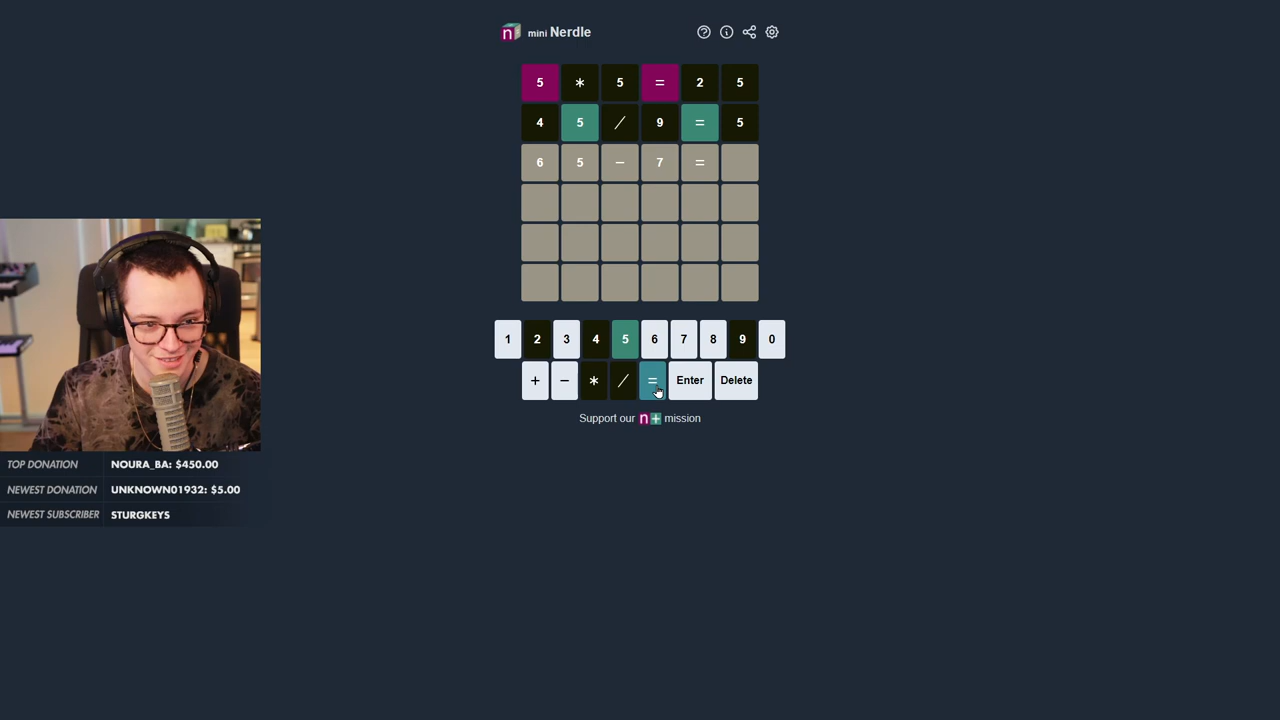 mini Nerdle
5 * 5 = 2 5
4 5 / 9 = 5
6 5 - 7 =
1 2 3 4 5 6 7 8 9 0
+ - * / = Enter Delete
Support our n+ mission
TOP DONATION NOURA_BA: $450.00
NEWEST DONATION UNKNOWN01932: $5.00
NEWEST SUBSCRIBER STURGKEYS